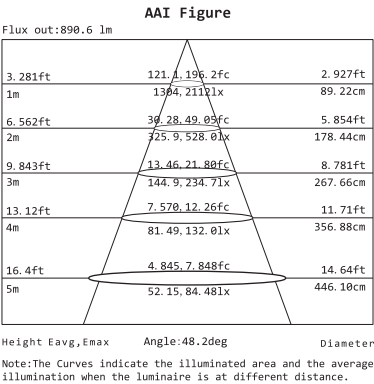 AAI Figure
Flux out:890.6 lm
3.281ft 121.1,196.2fc 2.927ft
1m 1304,2112lx 89.22cm
6.562ft 30.28,49.05fc 5.854ft
2m 325.9,528.0lx 178.44cm
9.843ft 13.46,21.80fc 8.781ft
3m 144.9,234.7lx 267.66cm
13.12ft 7.570,12.26fc 11.71ft
4m 81.49,132.0lx 356.88cm
16.4ft 4.845,7.848fc 14.64ft
5m 52.15,84.48lx 446.10cm
Height Eavg,Emax Angle:48.2deg Diameter
Note:The Curves indicate the illuminated area and the average
illumination when the luminaire is at different distance.